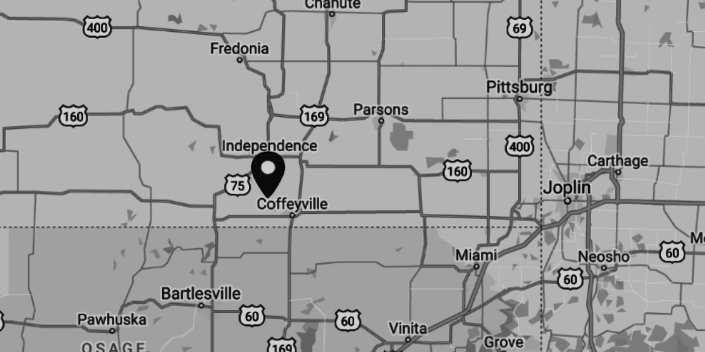 Chanute
400
69
Fredonia
Pittsburg
160
169
Parsons
Independence
400
Carthage
75
160
Joplin
Coffeyville
Miami
60
Neosho
60
Bartlesville
60
60
Pawhuska
Vinita
OSAGE
169
Grove